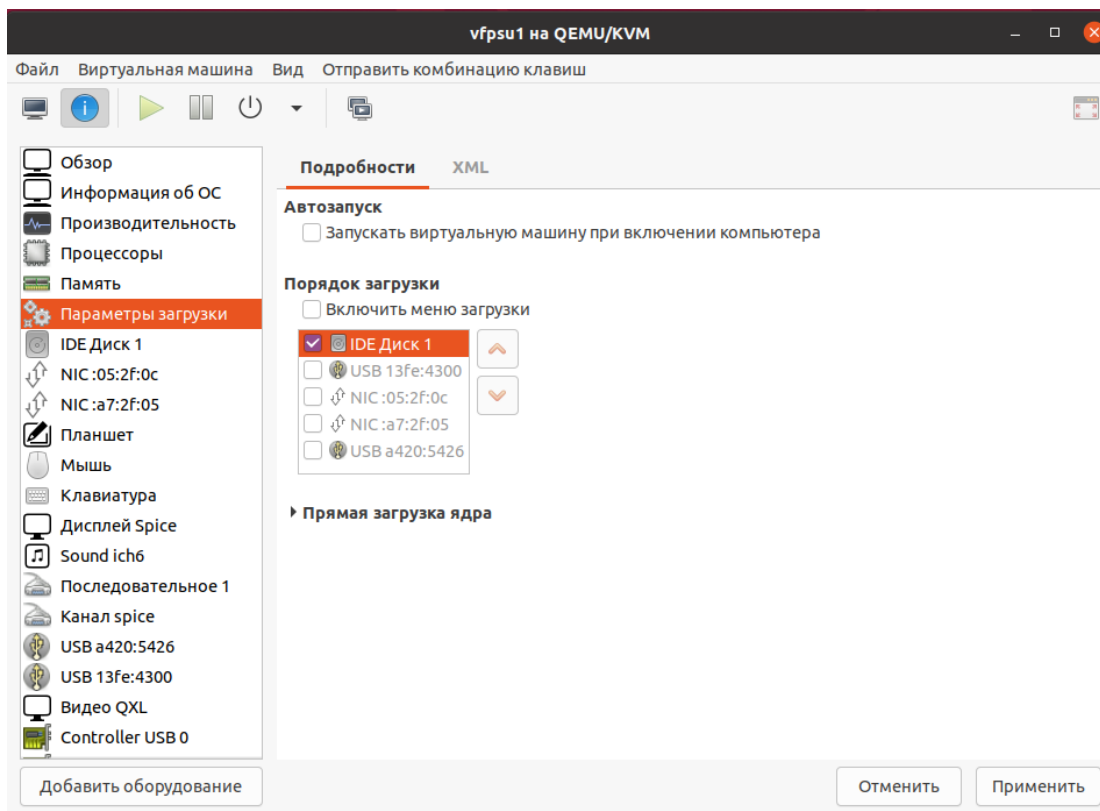 vfpsu1 на QEMU/KVM
Файл Виртуальная машина Вид Отправить комбинацию клавиш
Обзор
Информация об ОС
Производительность
Процессоры
Память
Параметры загрузки
IDE Диск 1
NIC :05:2f:0c
NIC :a7:2f:05
Планшет
Мышь
Клавиатура
Дисплей Spice
Sound ich6
Последовательное 1
Канал spice
USB a420:5426
USB 13fe:4300
Видео QXL
Controller USB 0
Добавить оборудование
Подробности XML
Автозапуск
Запускать виртуальную машину при включении компьютера
Порядок загрузки
Включить меню загрузки
IDE Диск 1
USB 13fe:4300
NIC :05:2f:0c
NIC :a7:2f:05
USB a420:5426
Прямая загрузка ядра
Отменить Применить